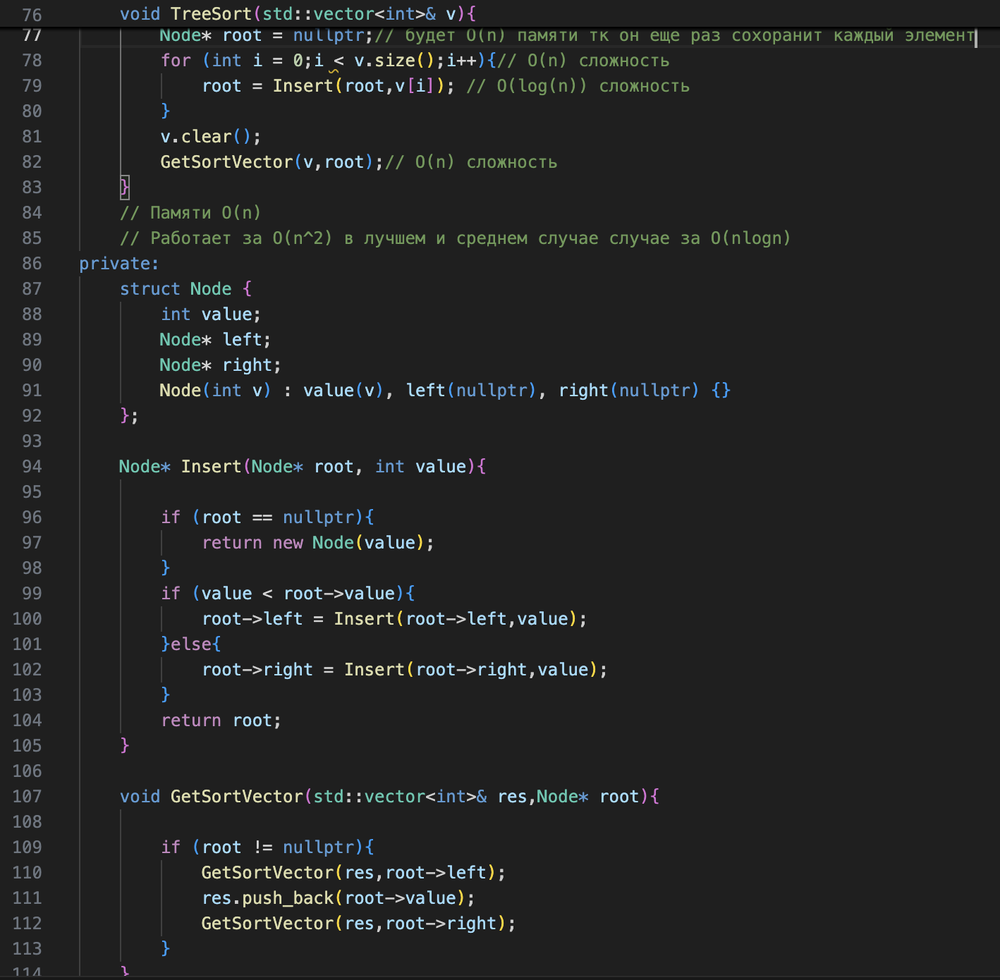 76 void TreeSort(std::vector<int>& v){
77 Node* root = nullptr;// будет O(n) памяти тк он еще раз сохоранит каждый элемент
78 for (int i = 0;i < v.size();i++){// O(n) сложность
79 root = Insert(root,v[i]); // O(log(n)) сложность
80 }
81 v.clear();
82 GetSortVector(v,root);// O(n) сложность
83 }
84 // Памяти O(n)
85 // Работает за O(n^2) в лучшем и среднем случае случае за O(nlogn)
86 private:
87 struct Node {
88 int value;
89 Node* left;
90 Node* right;
91 Node(int v) : value(v), left(nullptr), right(nullptr) {}
92 };
93
94 Node* Insert(Node* root, int value){
95
96 if (root == nullptr){
97 return new Node(value);
98 }
99 if (value < root->value){
100 root->left = Insert(root->left,value);
101 }else{
102 root->right = Insert(root->right,value);
103 }
104 return root;
105 }
106
107 void GetSortVector(std::vector<int>& res,Node* root){
108
109 if (root != nullptr){
110 GetSortVector(res,root->left);
111 res.push_back(root->value);
112 GetSortVector(res,root->right);
113 }
114 }